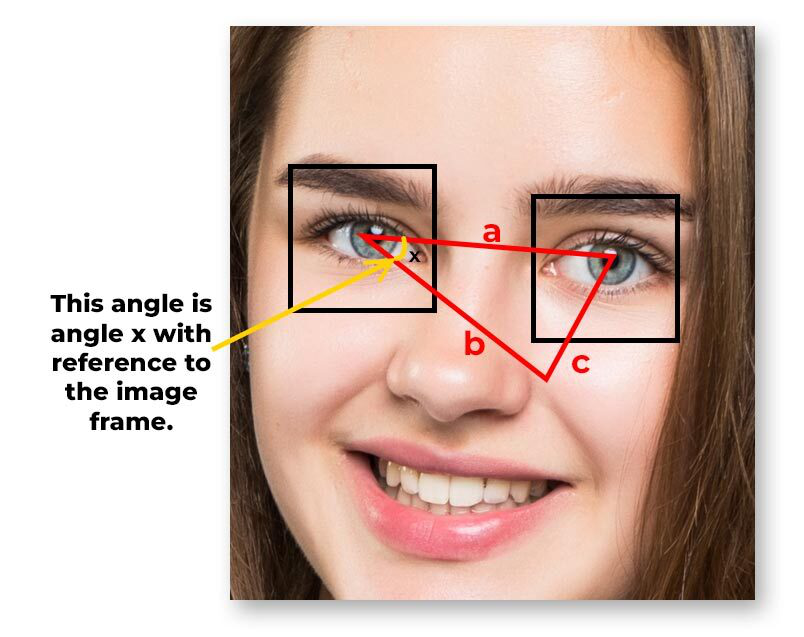 This angle is
angle x with
reference to
the image
frame.
a
x
b
c